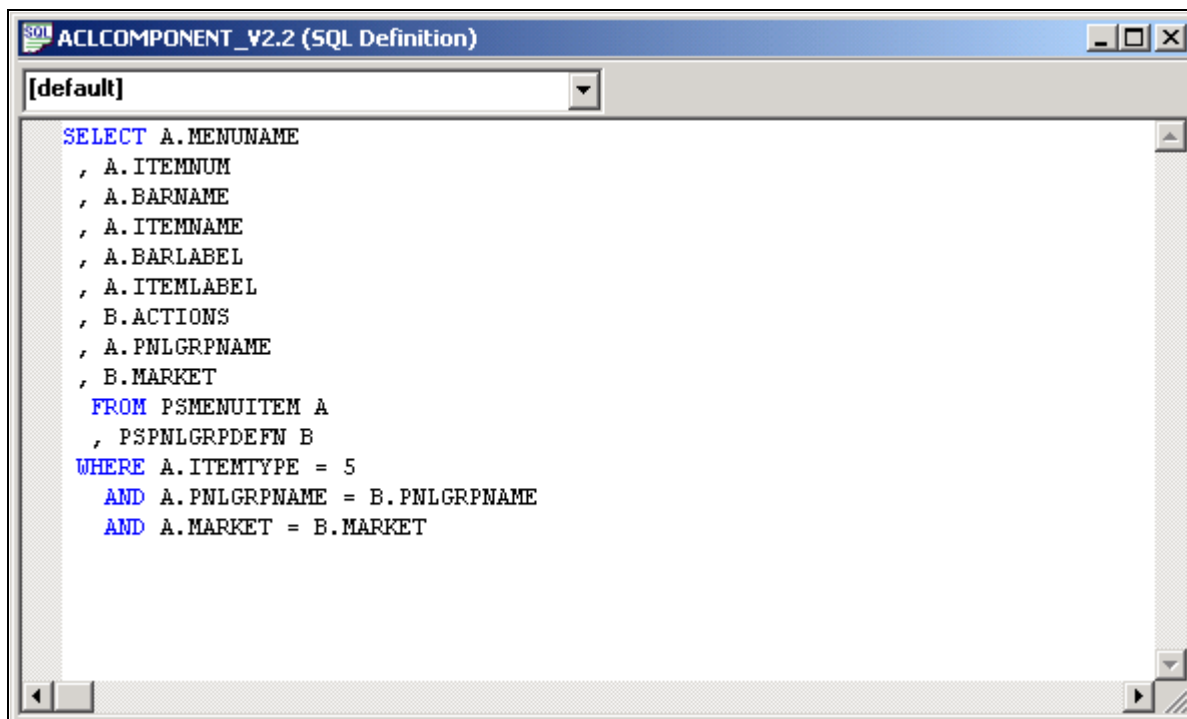 SQL
ACLCOMPONENT_V2.2 (SQL Definition)
[default]
SELECT A.MENUNAME
, A.ITEMNUM
, A.BARNAME
, A.ITEMNAME
, A.BARLABEL
, A.ITEMLABEL
, B.ACTIONS
, A.PNLGRPNAME
, B.MARKET
FROM PSMENUITEM A
, PSPNLGRPDEFN B
WHERE A.ITEMTYPE = 5
AND A.PNLGRPNAME = B.PNLGRPNAME
AND A.MARKET = B.MARKET